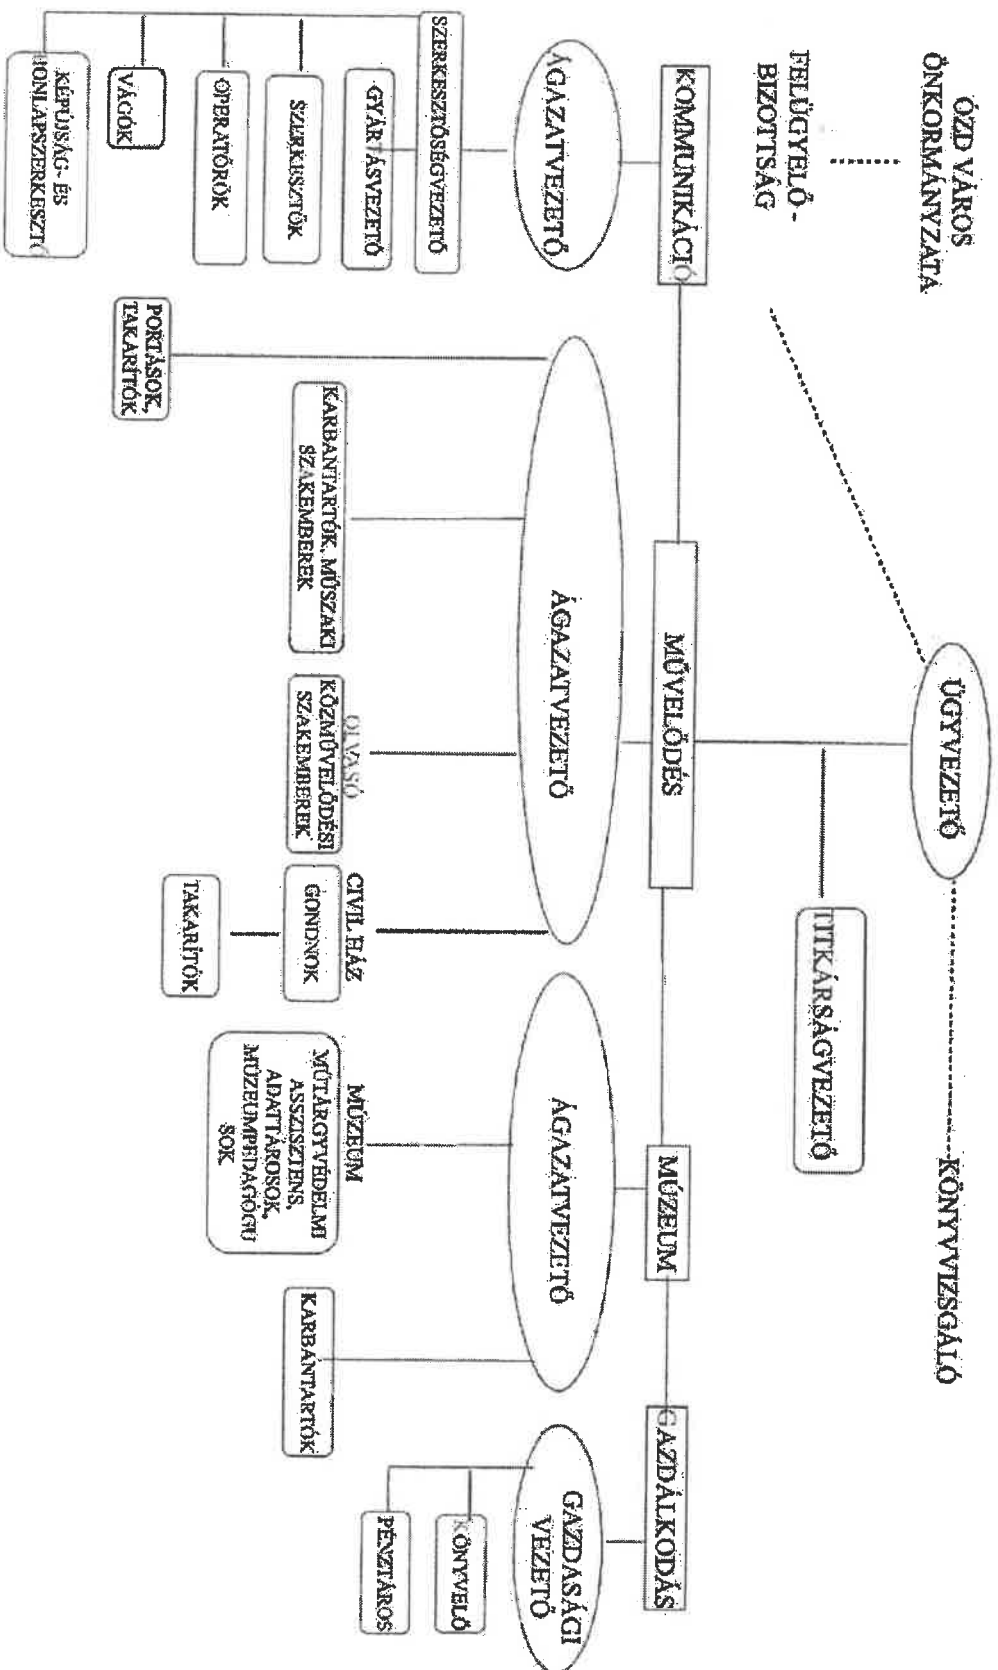 ÓZD VÁROS
ÖNKORMÁNYZATA
FELÜGYELŐ -
BIZOTTSÁG
ÜGYVEZETŐ
KÖNYVVIZSGÁLÓ
TITKÁRSÁGVEZETŐ
KOMMUNIKÁCIÓ
MŰVELŐDÉS
MÚZEUM
GAZDÁLKODÁS
ÁGAZATVEZETŐ
ÁGAZATVEZETŐ
ÁGAZATVEZETŐ
GAZDASÁGI
VEZETŐ
SZERKESZTŐSÉGVEZETŐ
GYÁRTÁSVEZETŐ
SZERKESZTŐK
OPERATŐRÖK
VÁGÓK
KÉPÚJSÁG- ÉS
HONLAPSZERKESZTŐ
PORTÁSOK,
TAKARÍTÓK
KARBANTARTÓK, MŰSZAKI
SZAKEMBEREK
OLVASÓ
KÖZMŰVELŐDÉSI
SZAKEMBEREK
CIVIL HÁZ
GONDNOK
TAKARÍTÓK
MÚZEUM
MŰTÁRGYVÉDELMI
ASSZISZTENS,
ADATTÁROSOK,
MÚZEUMPEDAGÓGU
SOK
KARBANTARTÓK
KÖNYVELŐ
PÉNZTÁROS